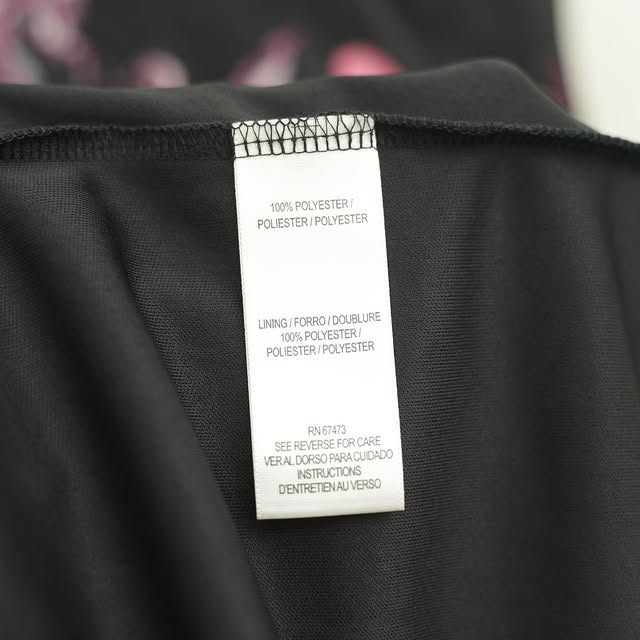 100% POLYESTER /
POLIESTER / POLYESTER
LINING / FORRO / DOUBLURE
100% POLYESTER /
POLIESTER / POLYESTER
RN 67473
SEE REVERSE FOR CARE
VER AL DORSO PARA CUIDADO
INSTRUCTIONS
D'ENTRETIEN AU VERSO